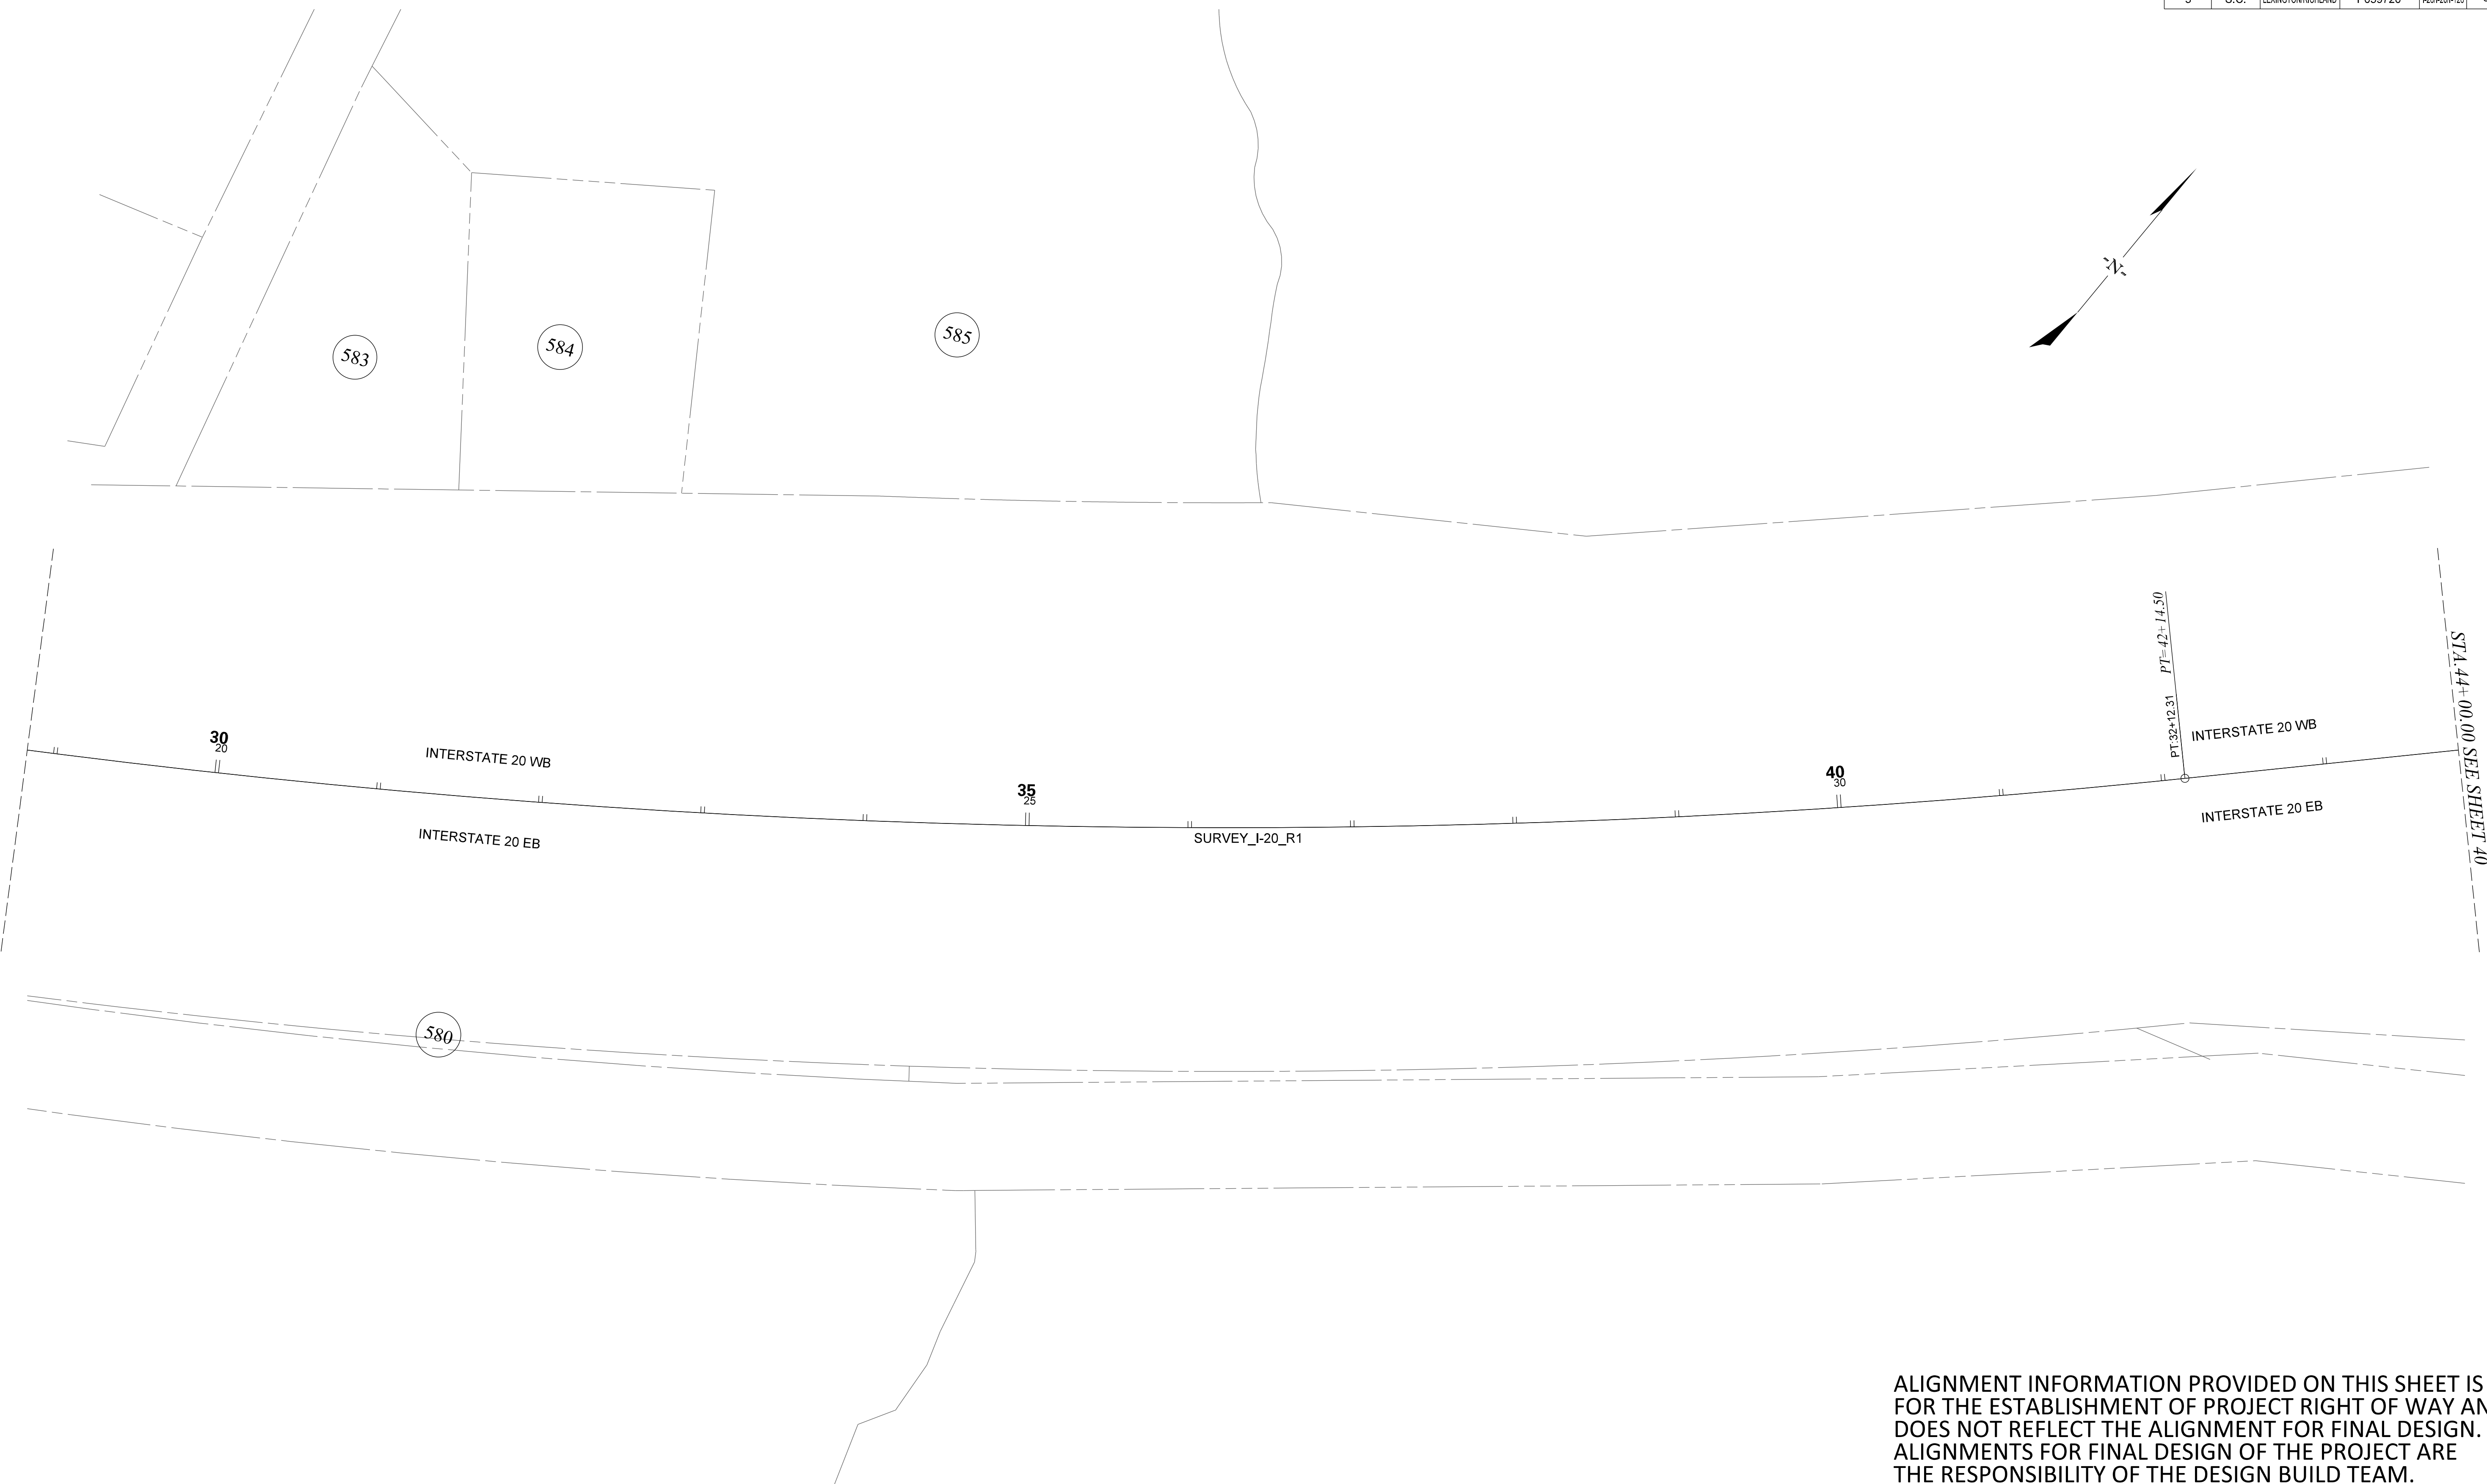 S.C.
LEXINGTON/RICHLAND
P039720
583
584
585
-N-
PT= 42+14.50
PT:32+12.31
STA.44+00.00 SEE SHEET 40
30
20
INTERSTATE 20 WB
INTERSTATE 20 EB
35
25
SURVEY_I-20_R1
40
30
INTERSTATE 20 WB
INTERSTATE 20 EB
580
ALIGNMENT INFORMATION PROVIDED ON THIS SHEET IS
FOR THE ESTABLISHMENT OF PROJECT RIGHT OF WAY AN
DOES NOT REFLECT THE ALIGNMENT FOR FINAL DESIGN.
ALIGNMENTS FOR FINAL DESIGN OF THE PROJECT ARE
THE RESPONSIBILITY OF THE DESIGN BUILD TEAM.